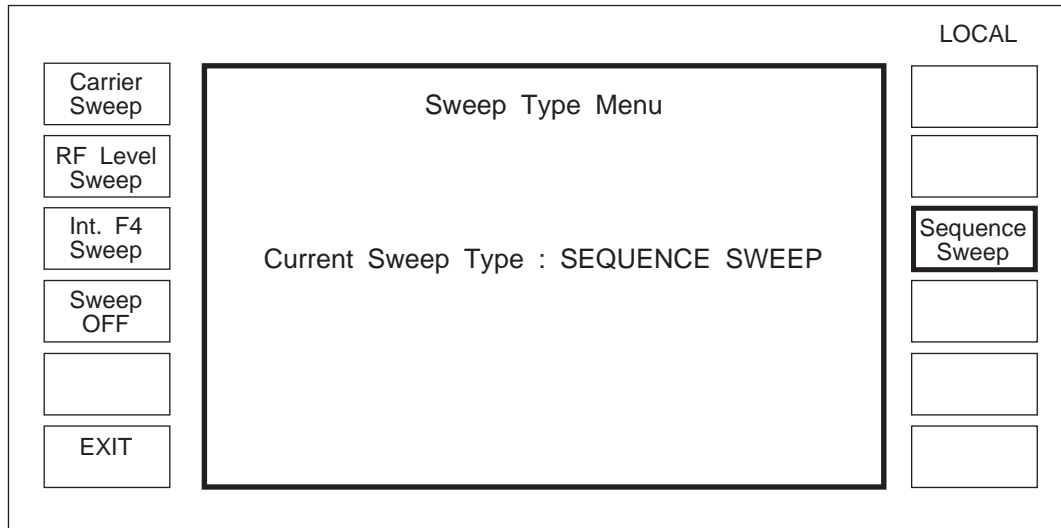 LOCAL
Carrier
Sweep
RF Level
Sweep
Int. F4
Sweep
Sweep
OFF
EXIT
Sweep Type Menu
Current Sweep Type : SEQUENCE SWEEP
Sequence
Sweep